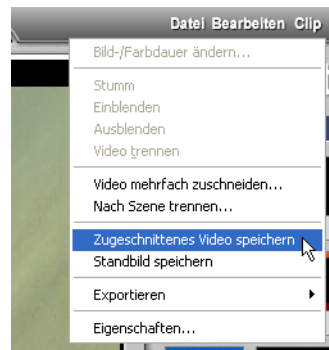 Datei Bearbeiten Clip
Bild-/Farbdauer ändern...
Stumm
Einblenden
Ausblenden
Video trennen
Video mehrfach zuschneiden...
Nach Szene trennen...
Zugeschnittenes Video speichern
Standbild speichern
Exportieren
Eigenschaften...